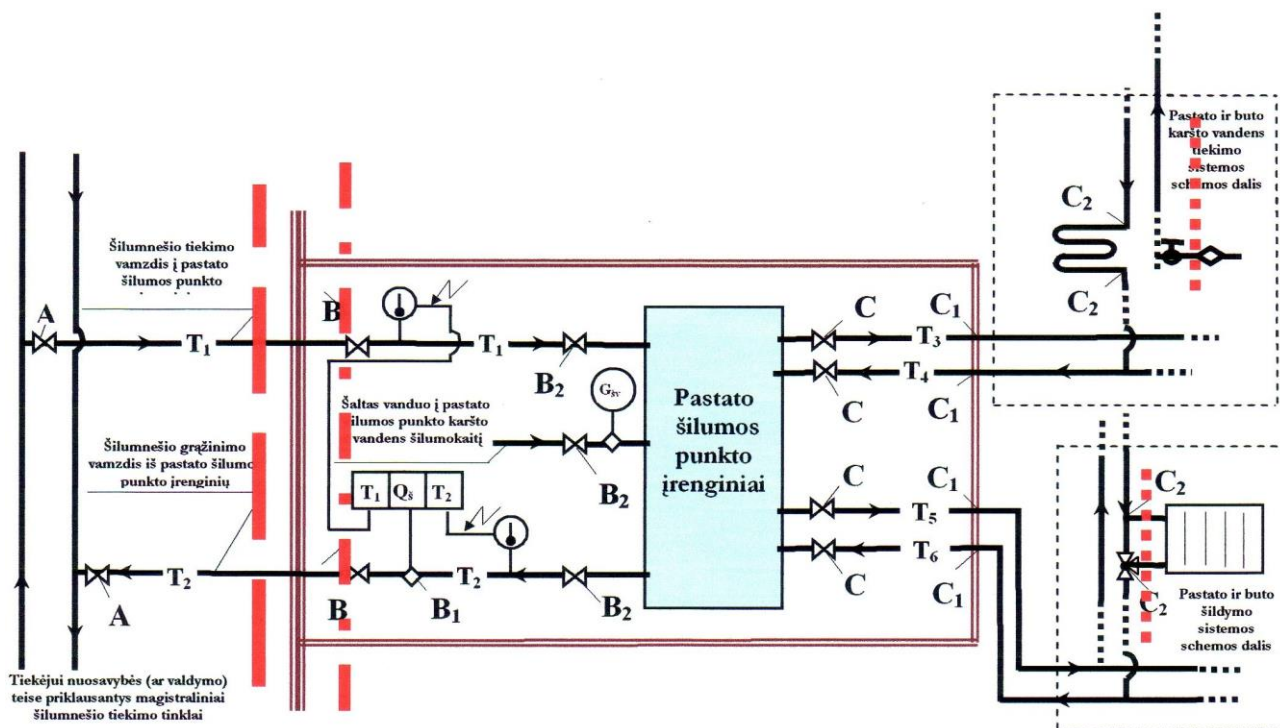 Pastato ir buto
karšto vandens
tiekimo
sistemos
schemos dalis
C2
C2
Šilumnešio tiekimo
vamzdis į pastato
šilumos punkto
A
T1
B
T1
B2
Gšv
C
T3
C1
T4
C
C1
Šaltas vanduo į pastato
šilumos punkto karšto
vandens šilumokaitį
B2
Pastato
šilumos
punkto
įrenginiai
Šilumnešio grąžinimo
vamzdis iš pastato šilumo
punkto įrenginių
T1 Qš T2
C
T5
C1
T6
C
C1
C2
C2
A
T2
B
B1
T2
B2
Pastato ir buto
šildymo
sistemos
schemos dalis
Tiekėjui nuosavybės (ar valdymo)
teise priklausantys magistraliniai
šilumnešio tiekimo tinklai